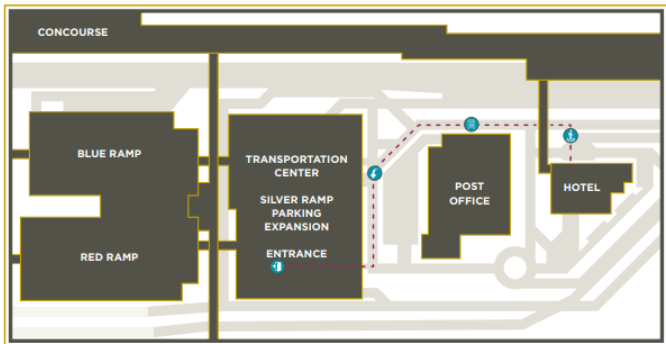 CONCOURSE
BLUE RAMP
TRANSPORTATION
CENTER
SILVER RAMP
PARKING
EXPANSION
ENTRANCE
POST
OFFICE
HOTEL
RED RAMP